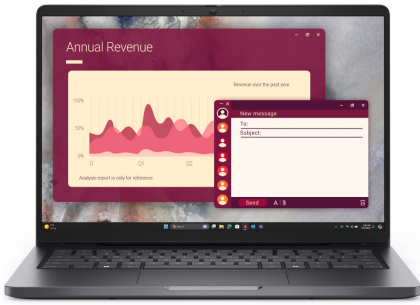 Annual Revenue
Revenue over the past year.
100%
50%
0%
0
Q1
Q2
Analysis report is only for reference.
New message
To:
Subject:
Send